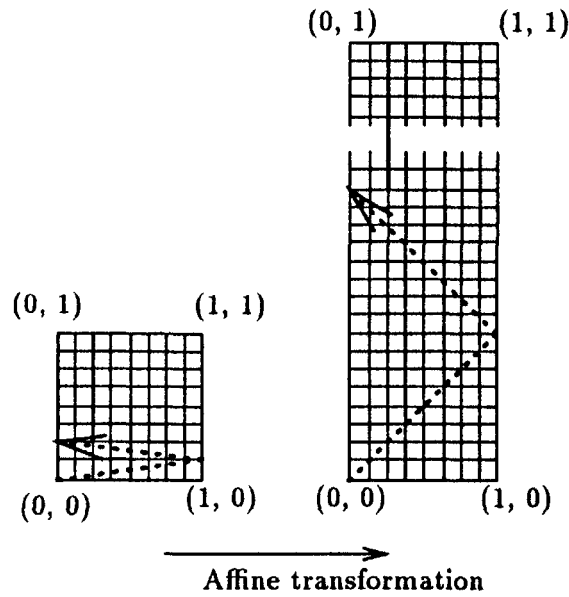 (0, 1) (1, 1)
(0, 1) (1, 1)
(0, 0) (1, 0) (0, 0) (1, 0)
Affine transformation